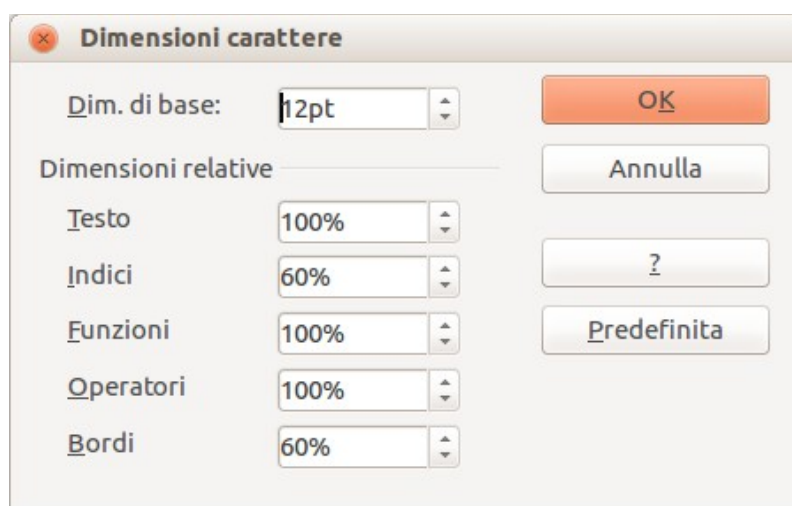 Dimensioni carattere
Dim. di base: 12pt OK
Dimensioni relative Annulla
Testo 100%
Indici 60% ?
Funzioni 100% Predefinita
Operatori 100%
Bordi 60%